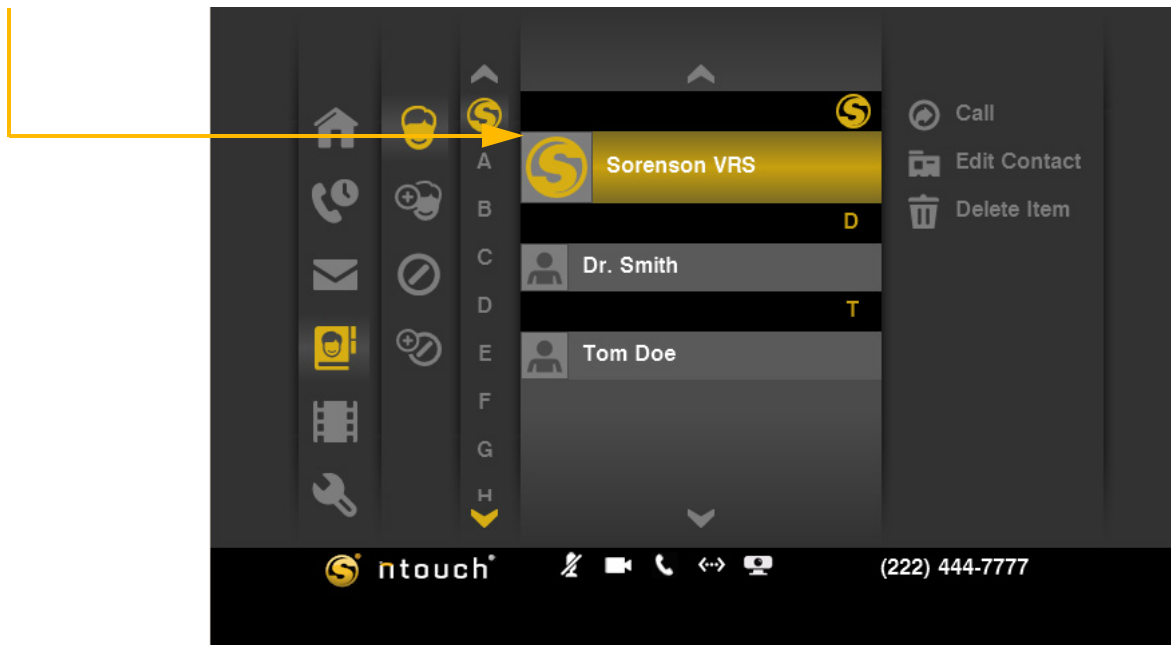 A
B
C
D
E
F
G
H
Sorenson VRS
D
Dr. Smith
T
Tom Doe
Call
Edit Contact
Delete Item
ntouch®
(222) 444-7777